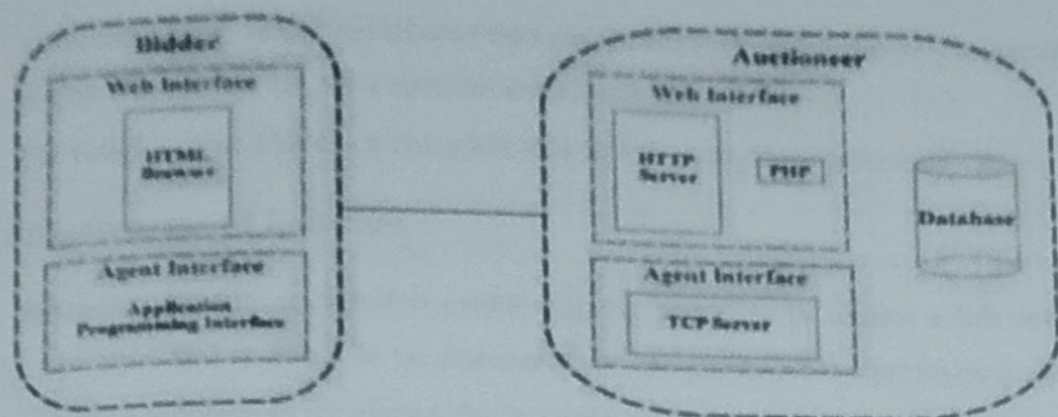 Bidder
Web Interface
HTML
Browser
Agent Interface
Application
Programming Interface
Auctioneer
Web Interface
HTTP
Server
PHP
Database
Agent Interface
TCP Server